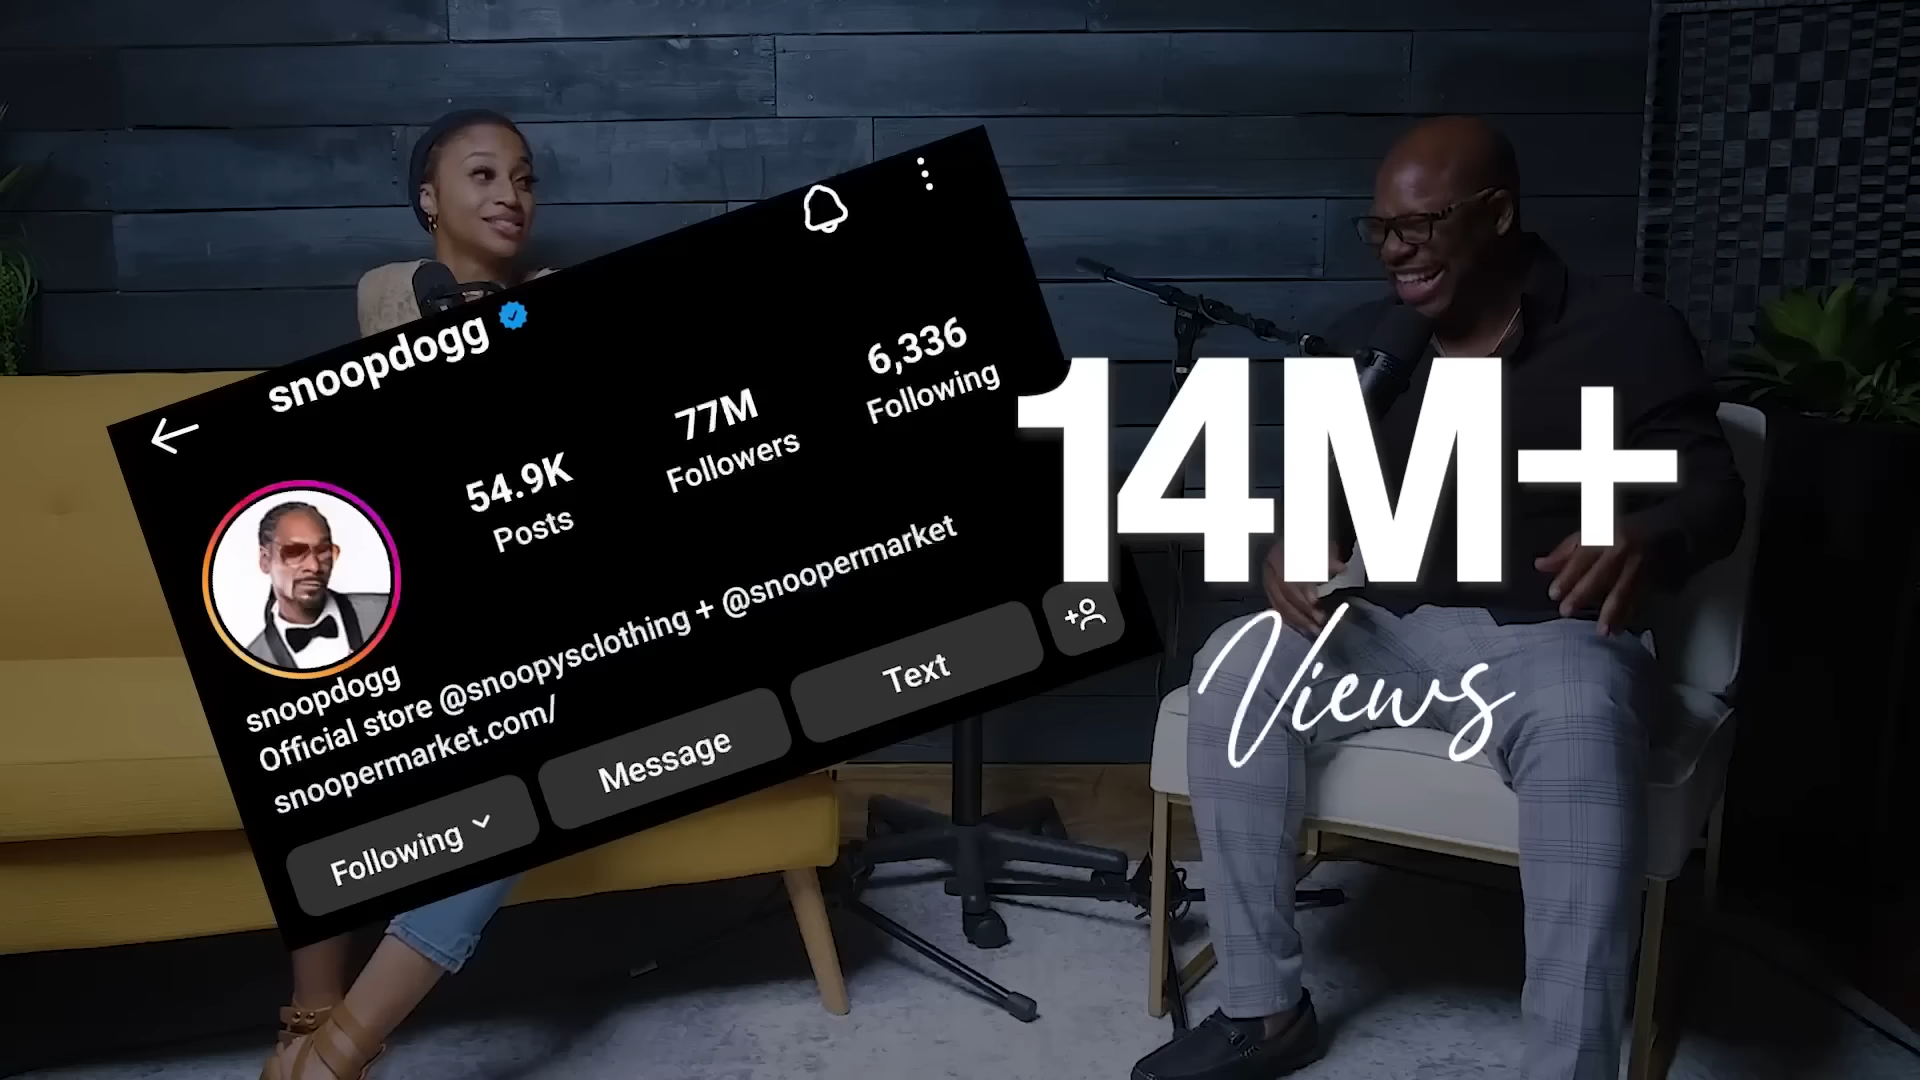 snoopdogg
54.9K
Posts
77M
Followers
6,336
Following
snoopdogg
Official store @snoopysclothing + @snoopermarket
snoopermarket.com/
Following
Message
Text
14M+
Views